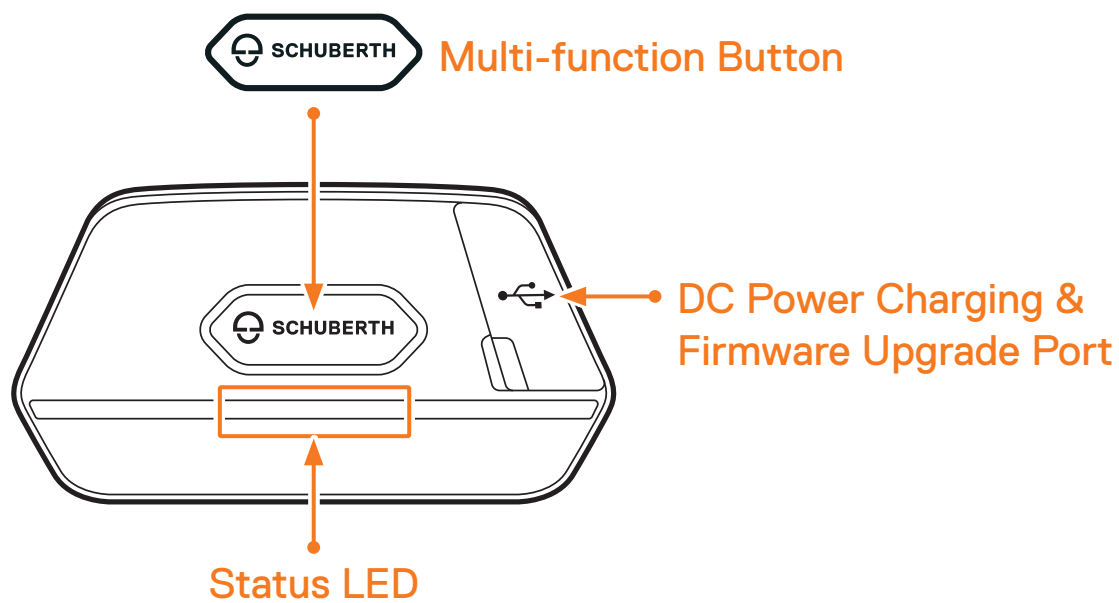 SCHUBERTH Multi-function Button
SCHUBERTH
DC Power Charging &
Firmware Upgrade Port
Status LED